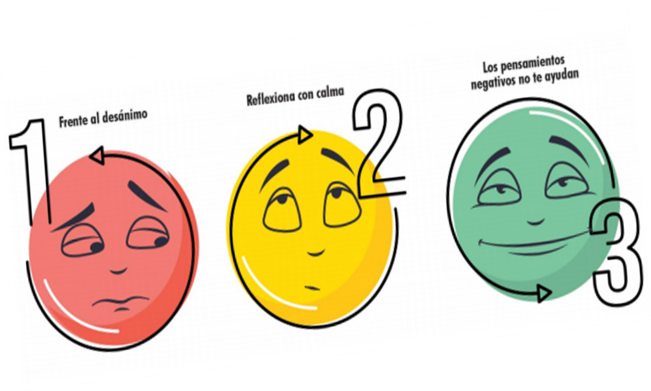 1
Frente al desánimo
2
Reflexiona con calma
3
Los pensamientos
negativos no te ayudan